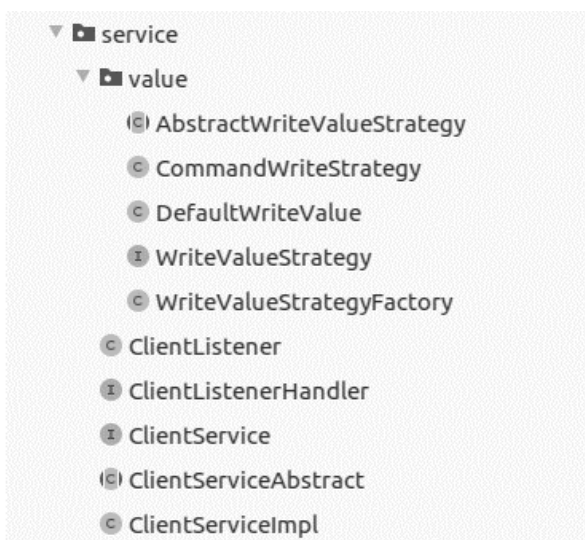 service
value
AbstractWriteValueStrategy
CommandWriteStrategy
DefaultWriteValue
WriteValueStrategy
WriteValueStrategyFactory
ClientListener
ClientListenerHandler
ClientService
ClientServiceAbstract
ClientServiceImpl